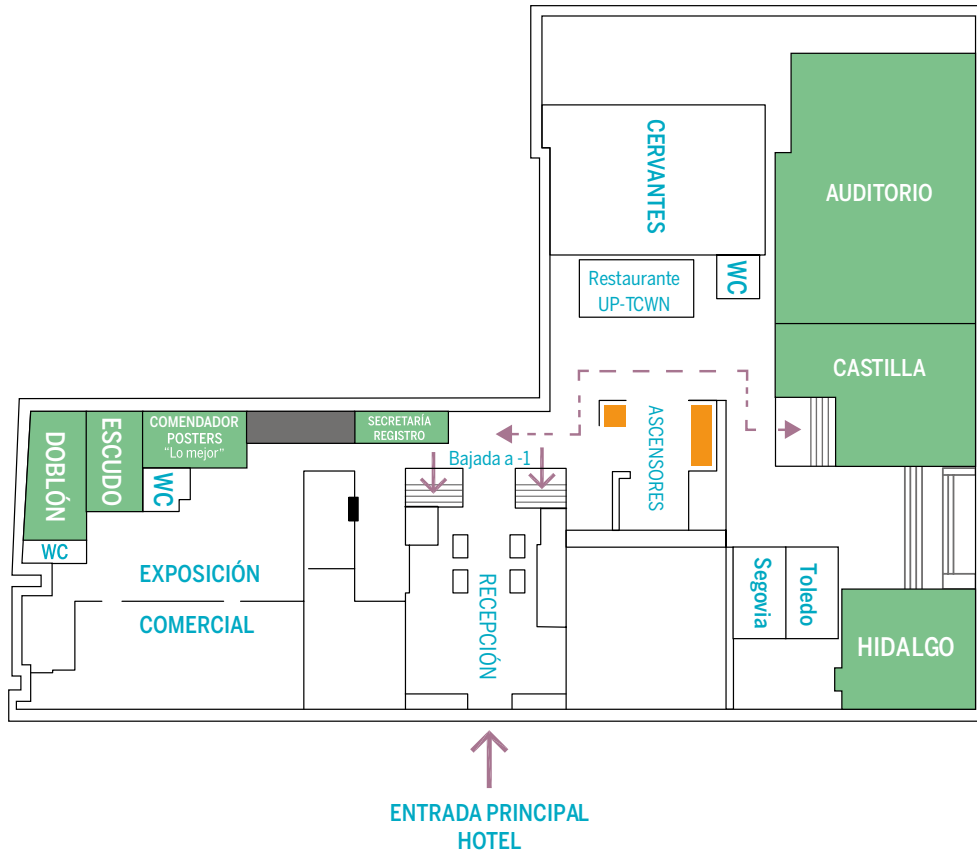 CERVANTES
AUDITORIO
Restaurante
UP-TCWN
WC
CASTILLA
DOBLÓN
ESCUDO
COMENDADOR
POSTERS
"Lo mejor"
SECRETARÍA
REGISTRO
ASCENSORES
Bajada a -1
WC
WC
EXPOSICIÓN
COMERCIAL
RECEPCIÓN
Segovia
Toledo
HIDALGO
ENTRADA PRINCIPAL
HOTEL